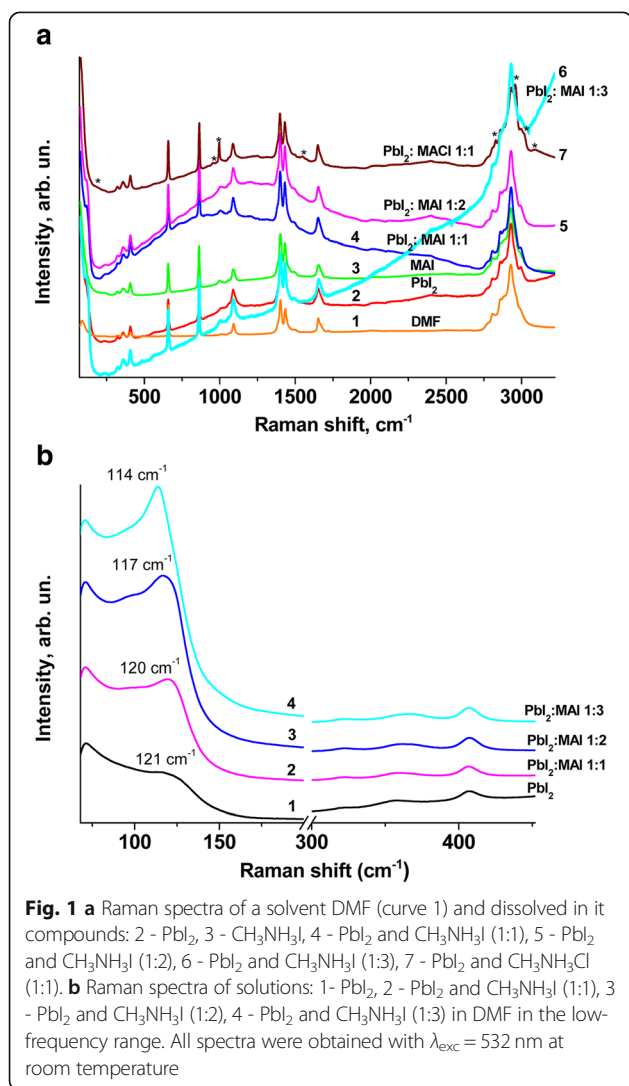 a
6
PbI₂: MAI 1:3
PbI₂: MACl 1:1
7
PbI₂: MAI 1:2
4
PbI₂: MAI 1:1
5
3
MAI
2
PbI₂
1
DMF
Intensity, arb. un.
500 1000 1500 2000 2500 3000
Raman shift, cm⁻¹
b
114 cm⁻¹
117 cm⁻¹
120 cm⁻¹
121 cm⁻¹
4
PbI₂:MAI 1:3
3
PbI₂:MAI 1:2
2
PbI₂:MAI 1:1
1
PbI₂
Intensity, arb. un.
100 150 300 400
Raman shift (cm⁻¹)
Fig. 1 a Raman spectra of a solvent DMF (curve 1) and dissolved in it
compounds: 2 - PbI₂, 3 - CH₃NH₃I, 4 - PbI₂ and CH₃NH₃I (1:1), 5 - PbI₂
and CH₃NH₃I (1:2), 6 - PbI₂ and CH₃NH₃I (1:3), 7 - PbI₂ and CH₃NH₃Cl
(1:1). b Raman spectra of solutions: 1- PbI₂, 2 - PbI₂ and CH₃NH₃I (1:1), 3
- PbI₂ and CH₃NH₃I (1:2), 4 - PbI₂ and CH₃NH₃I (1:3) in DMF in the low-
frequency range. All spectra were obtained with λexc = 532 nm at
room temperature